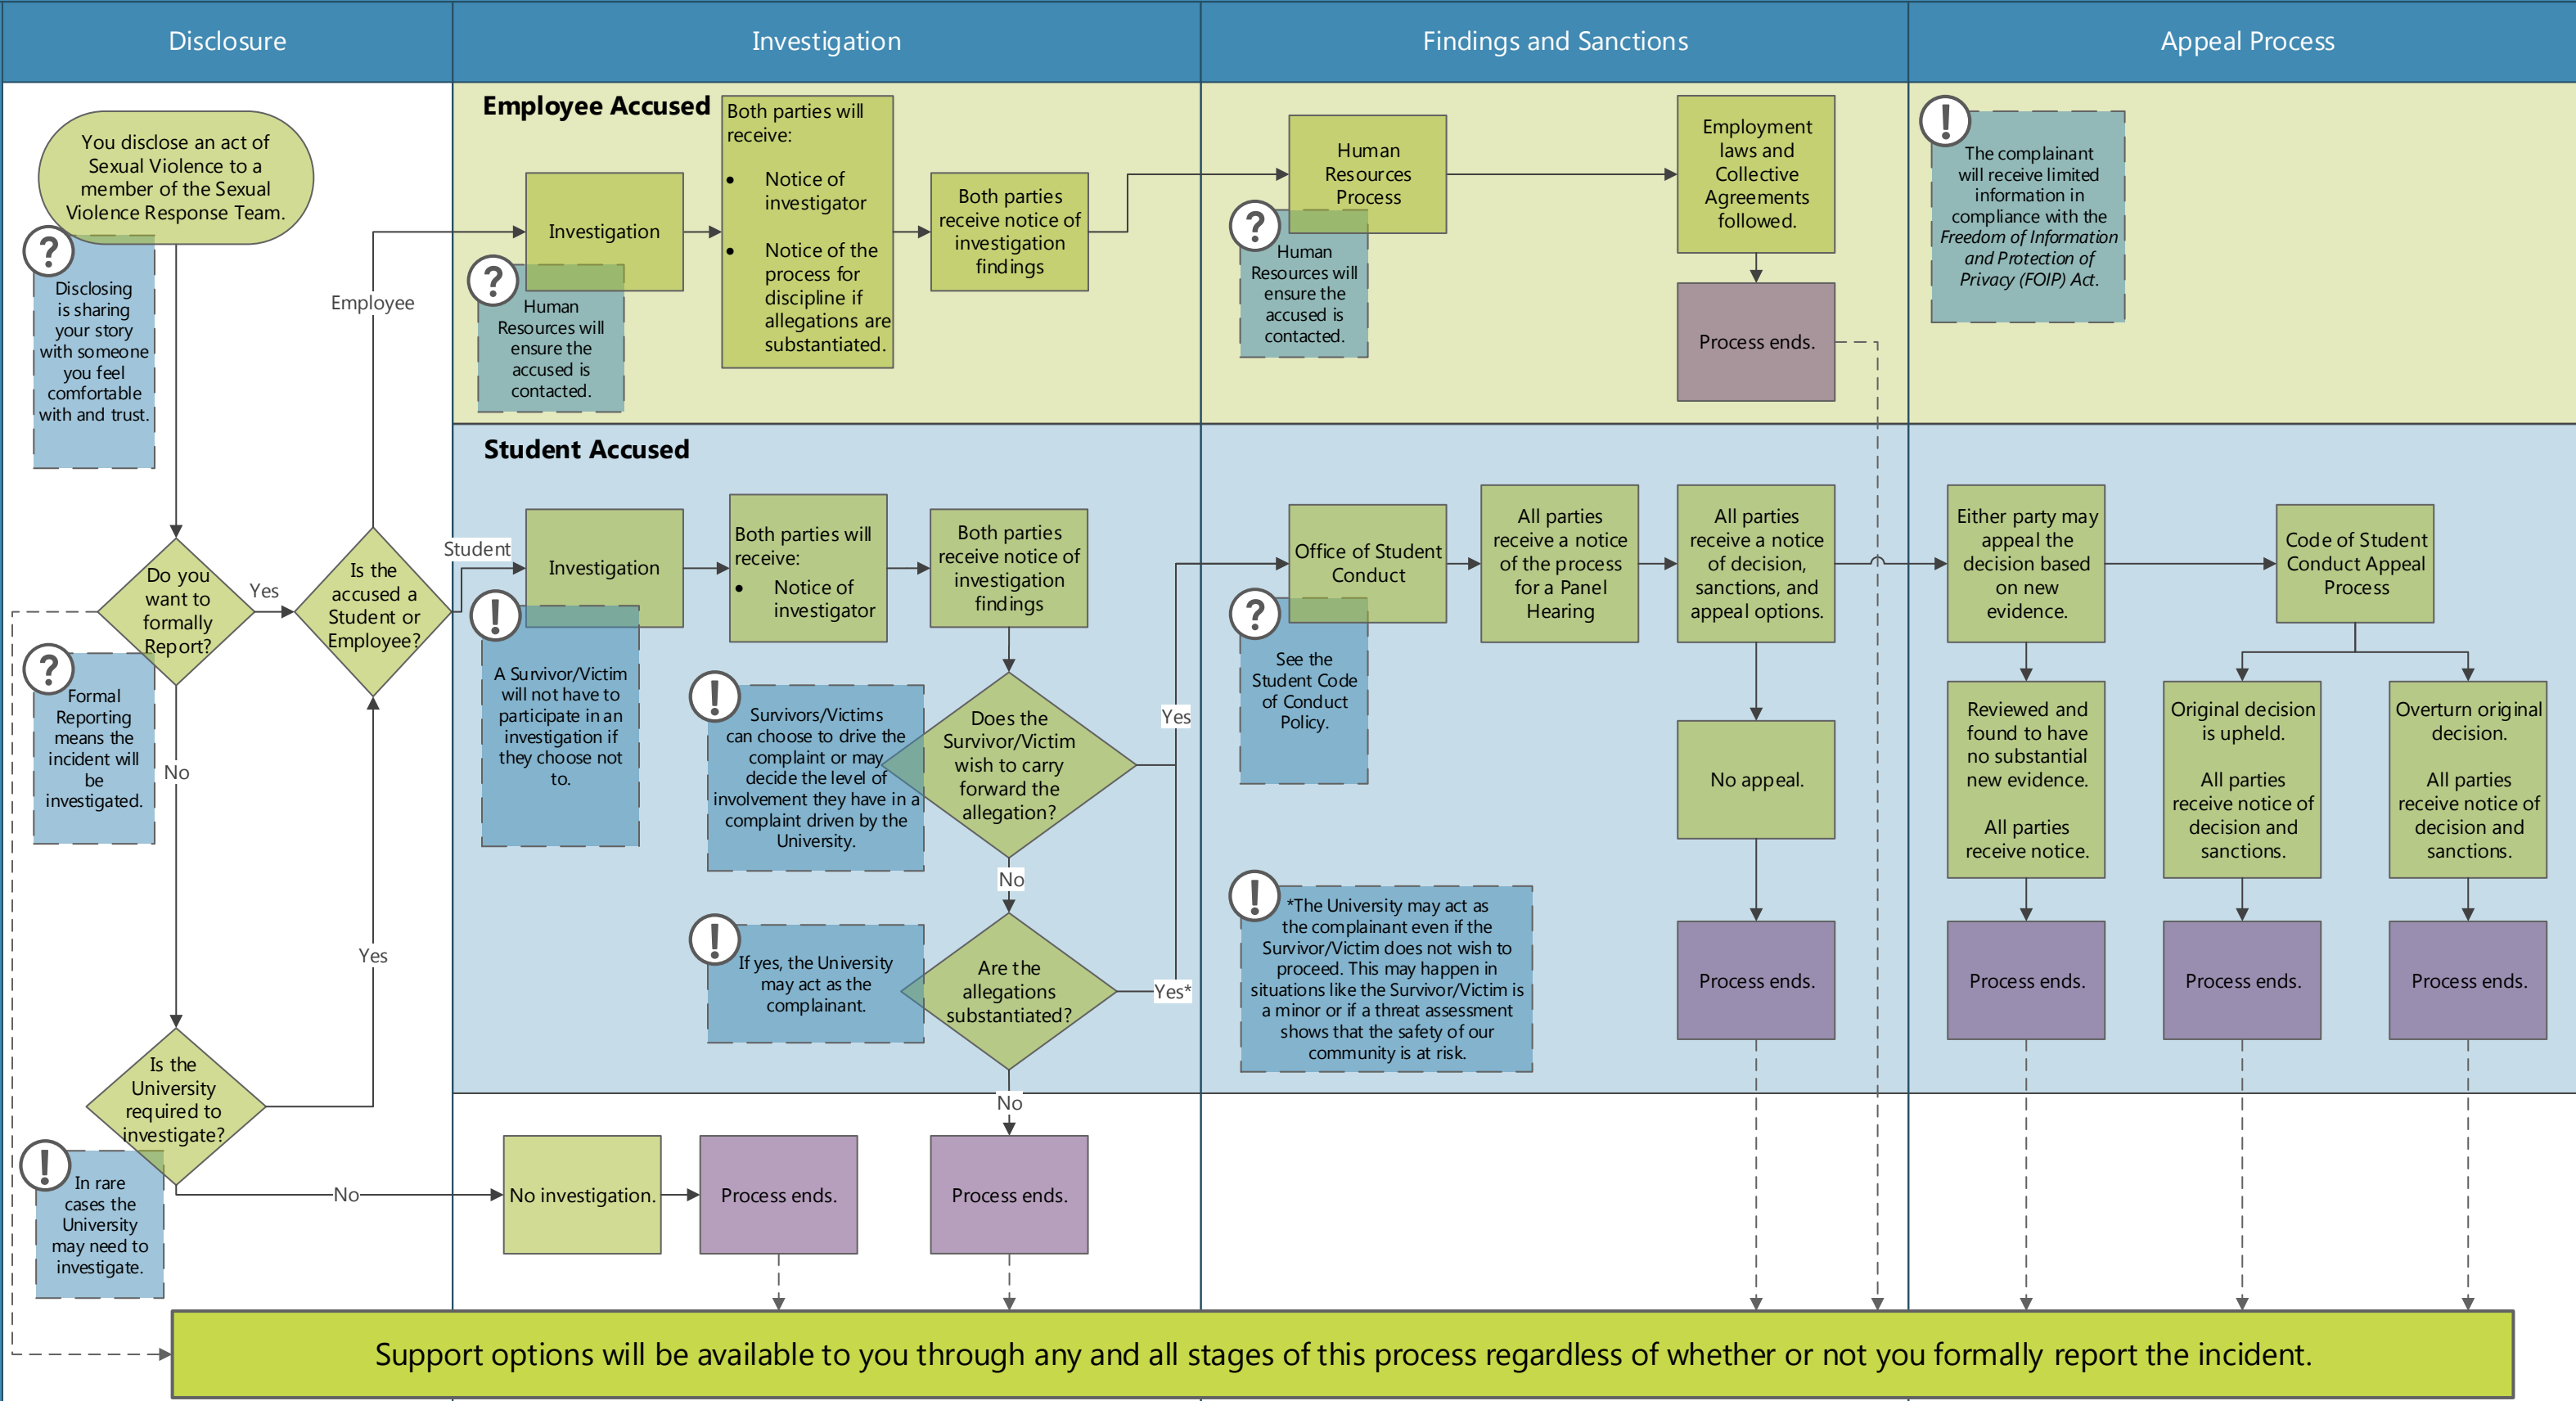 Disclosure
Investigation
Findings and Sanctions
Appeal Process
You disclose an act of
Sexual Violence to a
member of the Sexual
Violence Response Team.
?
Disclosing
is sharing
your story
with someone
you feel
comfortable
with and trust.
Do you
want to
formally
Report?
Yes
?
Formal
Reporting
means the
incident will
be
investigated.
No
Is the
accused a
Student or
Employee?
Employee
Student
Yes
Is the
University
required to
investigate?
!
In rare
cases the
University
may need to
investigate.
No
Employee Accused
Investigation
?
Human
Resources will
ensure the
accused is
contacted.
Both parties will
receive:
• Notice of
investigator
• Notice of the
process for
discipline if
allegations are
substantiated.
Both parties
receive notice of
investigation
findings
Human
Resources
Process
?
Human
Resources will
ensure the
accused is
contacted.
Employment
laws and
Collective
Agreements
followed.
Process ends.
!
The complainant
will receive limited
information in
compliance with the
Freedom of Information
and Protection of
Privacy (FOIP) Act.
Student Accused
Investigation
!
A Survivor/Victim
will not have to
participate in an
investigation if
they choose not
to.
Both parties will
receive:
• Notice of
investigator
Both parties
receive notice of
investigation
findings
!
Survivors/Victims
can choose to drive the
complaint or may
decide the level of
involvement they have in a
complaint driven by the
University.
Does the
Survivor/Victim
wish to carry
forward the
allegation?
Yes
No
!
If yes, the University
may act as the
complainant.
Are the
allegations
substantiated?
Yes*
No
Office of Student
Conduct
?
See the
Student Code
of Conduct
Policy.
All parties
receive a notice
of the process
for a Panel
Hearing
All parties
receive a notice
of decision,
sanctions, and
appeal options.
No appeal.
Process ends.
!
*The University may act as
the complainant even if the
Survivor/Victim does not wish to
proceed. This may happen in
situations like the Survivor/Victim is
a minor or if a threat assessment
shows that the safety of our
community is at risk.
Either party may
appeal the
decision based on
new
evidence.
Code of Student
Conduct Appeal
Process
Reviewed and
found to have
no substantial
new evidence.
All parties
receive notice.
Original decision
is upheld.
All parties
receive notice of
decision and
sanctions.
Overturn original
decision.
All parties
receive notice of
decision and
sanctions.
Process ends.
Process ends.
Process ends.
No investigation.
Process ends.
Process ends.
Support options will be available to you through any and all stages of this process regardless of whether or not you formally report the incident.